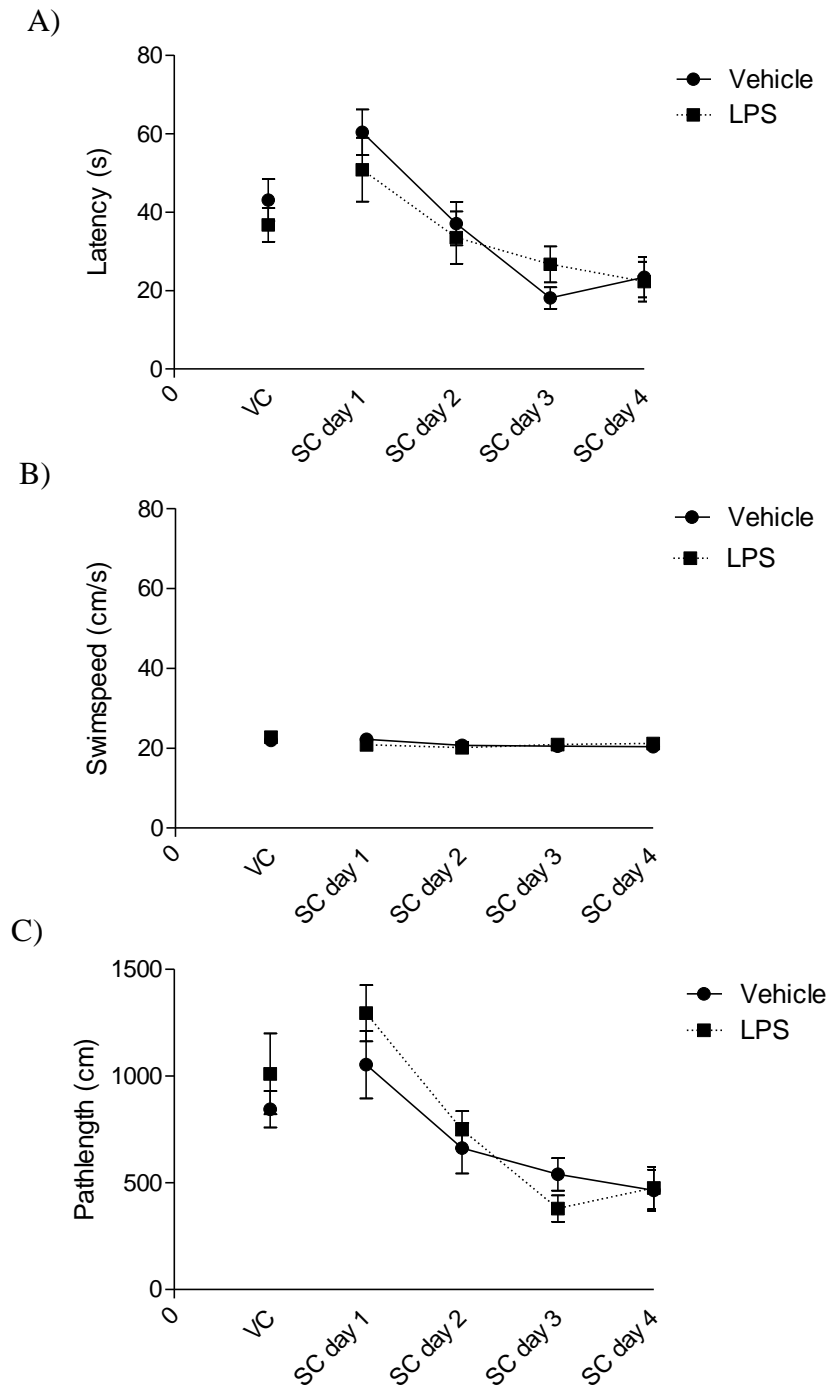 A)
80
60
40
20
0
Latency (s)
0
VC
SC day 1
SC day 2
SC day 3
SC day 4
Vehicle
LPS
B)
80
60
40
20
0
Swimspeed (cm/s)
0
VC
SC day 1
SC day 2
SC day 3
SC day 4
Vehicle
LPS
C)
1500
1000
500
0
Pathlength (cm)
0
VC
SC day 1
SC day 2
SC day 3
SC day 4
Vehicle
LPS